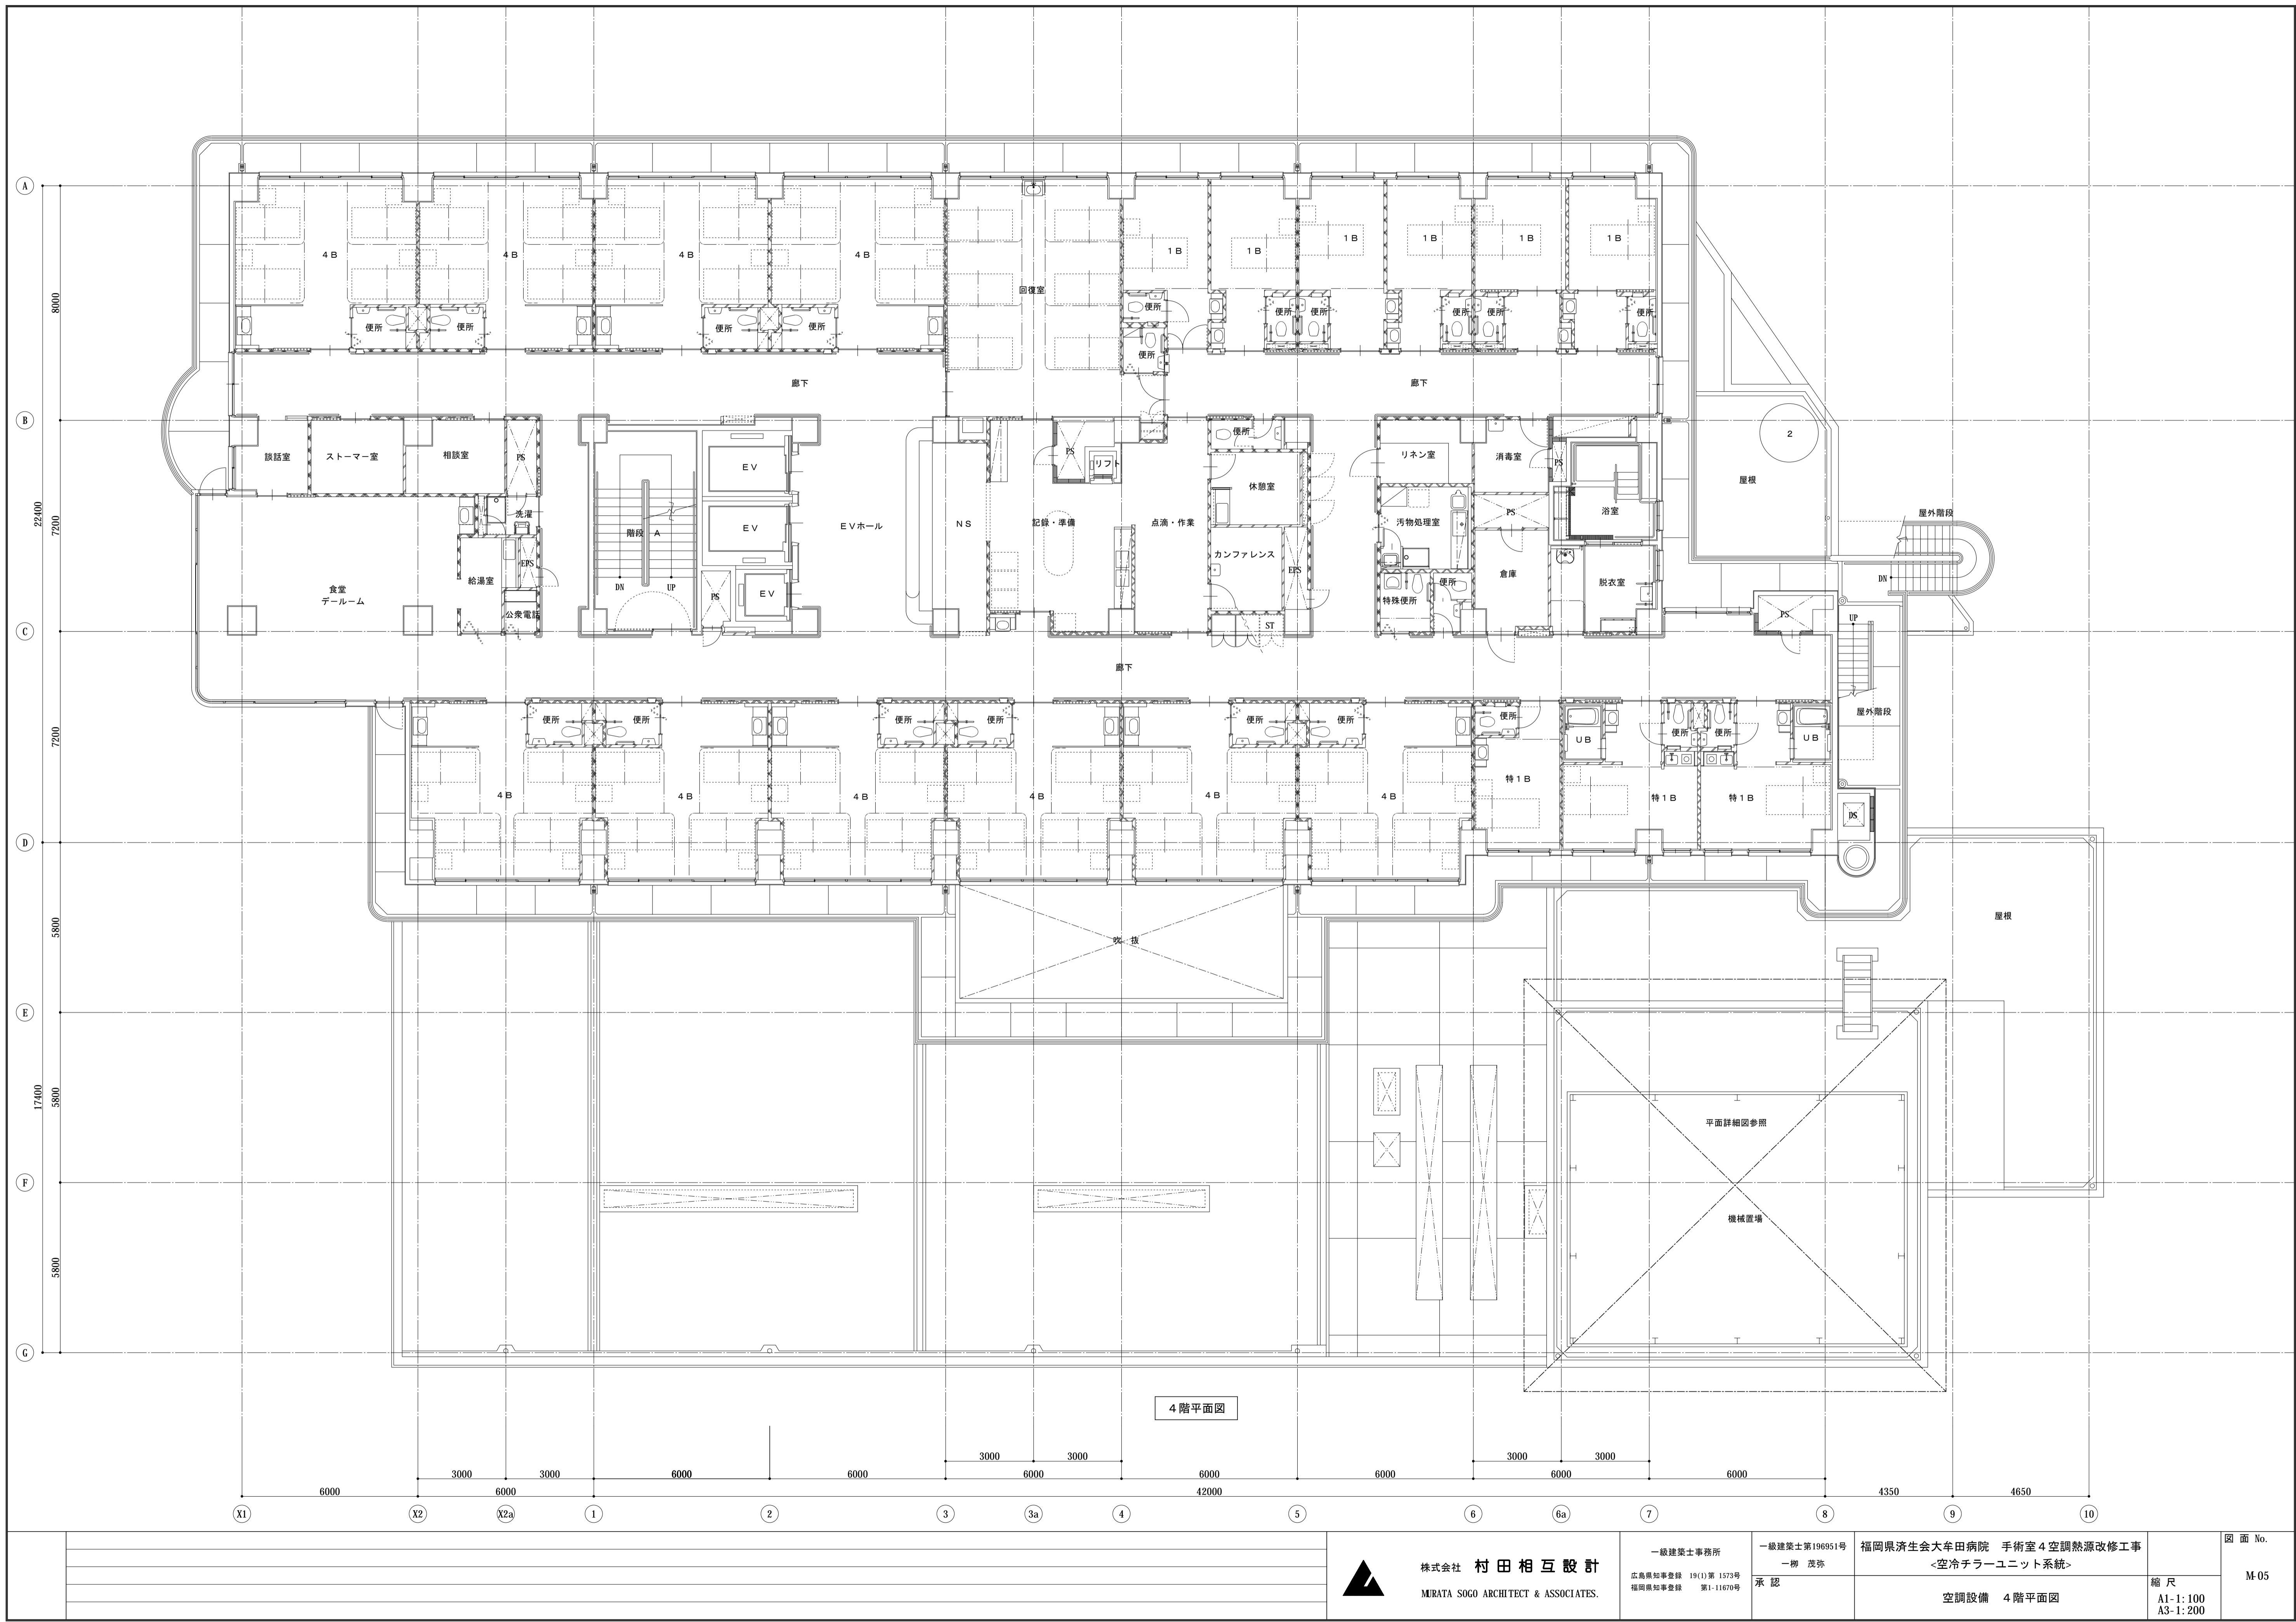 A
4B
4B
4B
4B
1B
1B
1B
1B
1B
1B
回復室
8000
便所
便所
便所
便所
便所
便所
便所
便所
便所
便所
便所
廊下
廊下
B
談話室
ストーマー室
相談室
PS
EV
PS
リフト
便所
リネン室
消毒室
PS
2
屋根
22400
7200
洗濯
階段 A
EV
EVホール
NS
記録・準備
点滴・作業
休憩室
汚物処理室
PS
浴室
屋外階段
カンファレンス
食堂
デールーム
給湯室
EPS
DN
UP
PS
EV
EPS
特殊便所
便所
倉庫
脱衣室
DN
公衆電話
ST
PS
UP
C
廊下
7200
便所
便所
便所
便所
便所
便所
便所
UB
便所
便所
UB
屋外階段
4B
4B
4B
4B
4B
4B
特1B
特1B
特1B
DS
D
5800
吹 抜
屋根
E
17400
5800
平面詳細図参照
F
機械置場
5800
G
4階平面図
3000
3000
3000
3000
3000
3000
6000
6000
6000
6000
6000
6000
6000
6000
6000
42000
4350
4650
X1
X2
X2a
1
2
3
3a
4
5
6
6a
7
8
9
10
株式会社 村田相互設計
MURATA SOGO ARCHITECT & ASSOCIATES.
一級建築士事務所
広島県知事登録 19(1)第 1573号
福岡県知事登録 第1-11670号
一級建築士第196951号
一柳 茂弥
承認
福岡県済生会大牟田病院 手術室4空調熱源改修工事
<空冷チラーユニット系統>
空調設備 4階平面図
縮尺
A1-1:100
A3-1:200
図面 No.
M-05